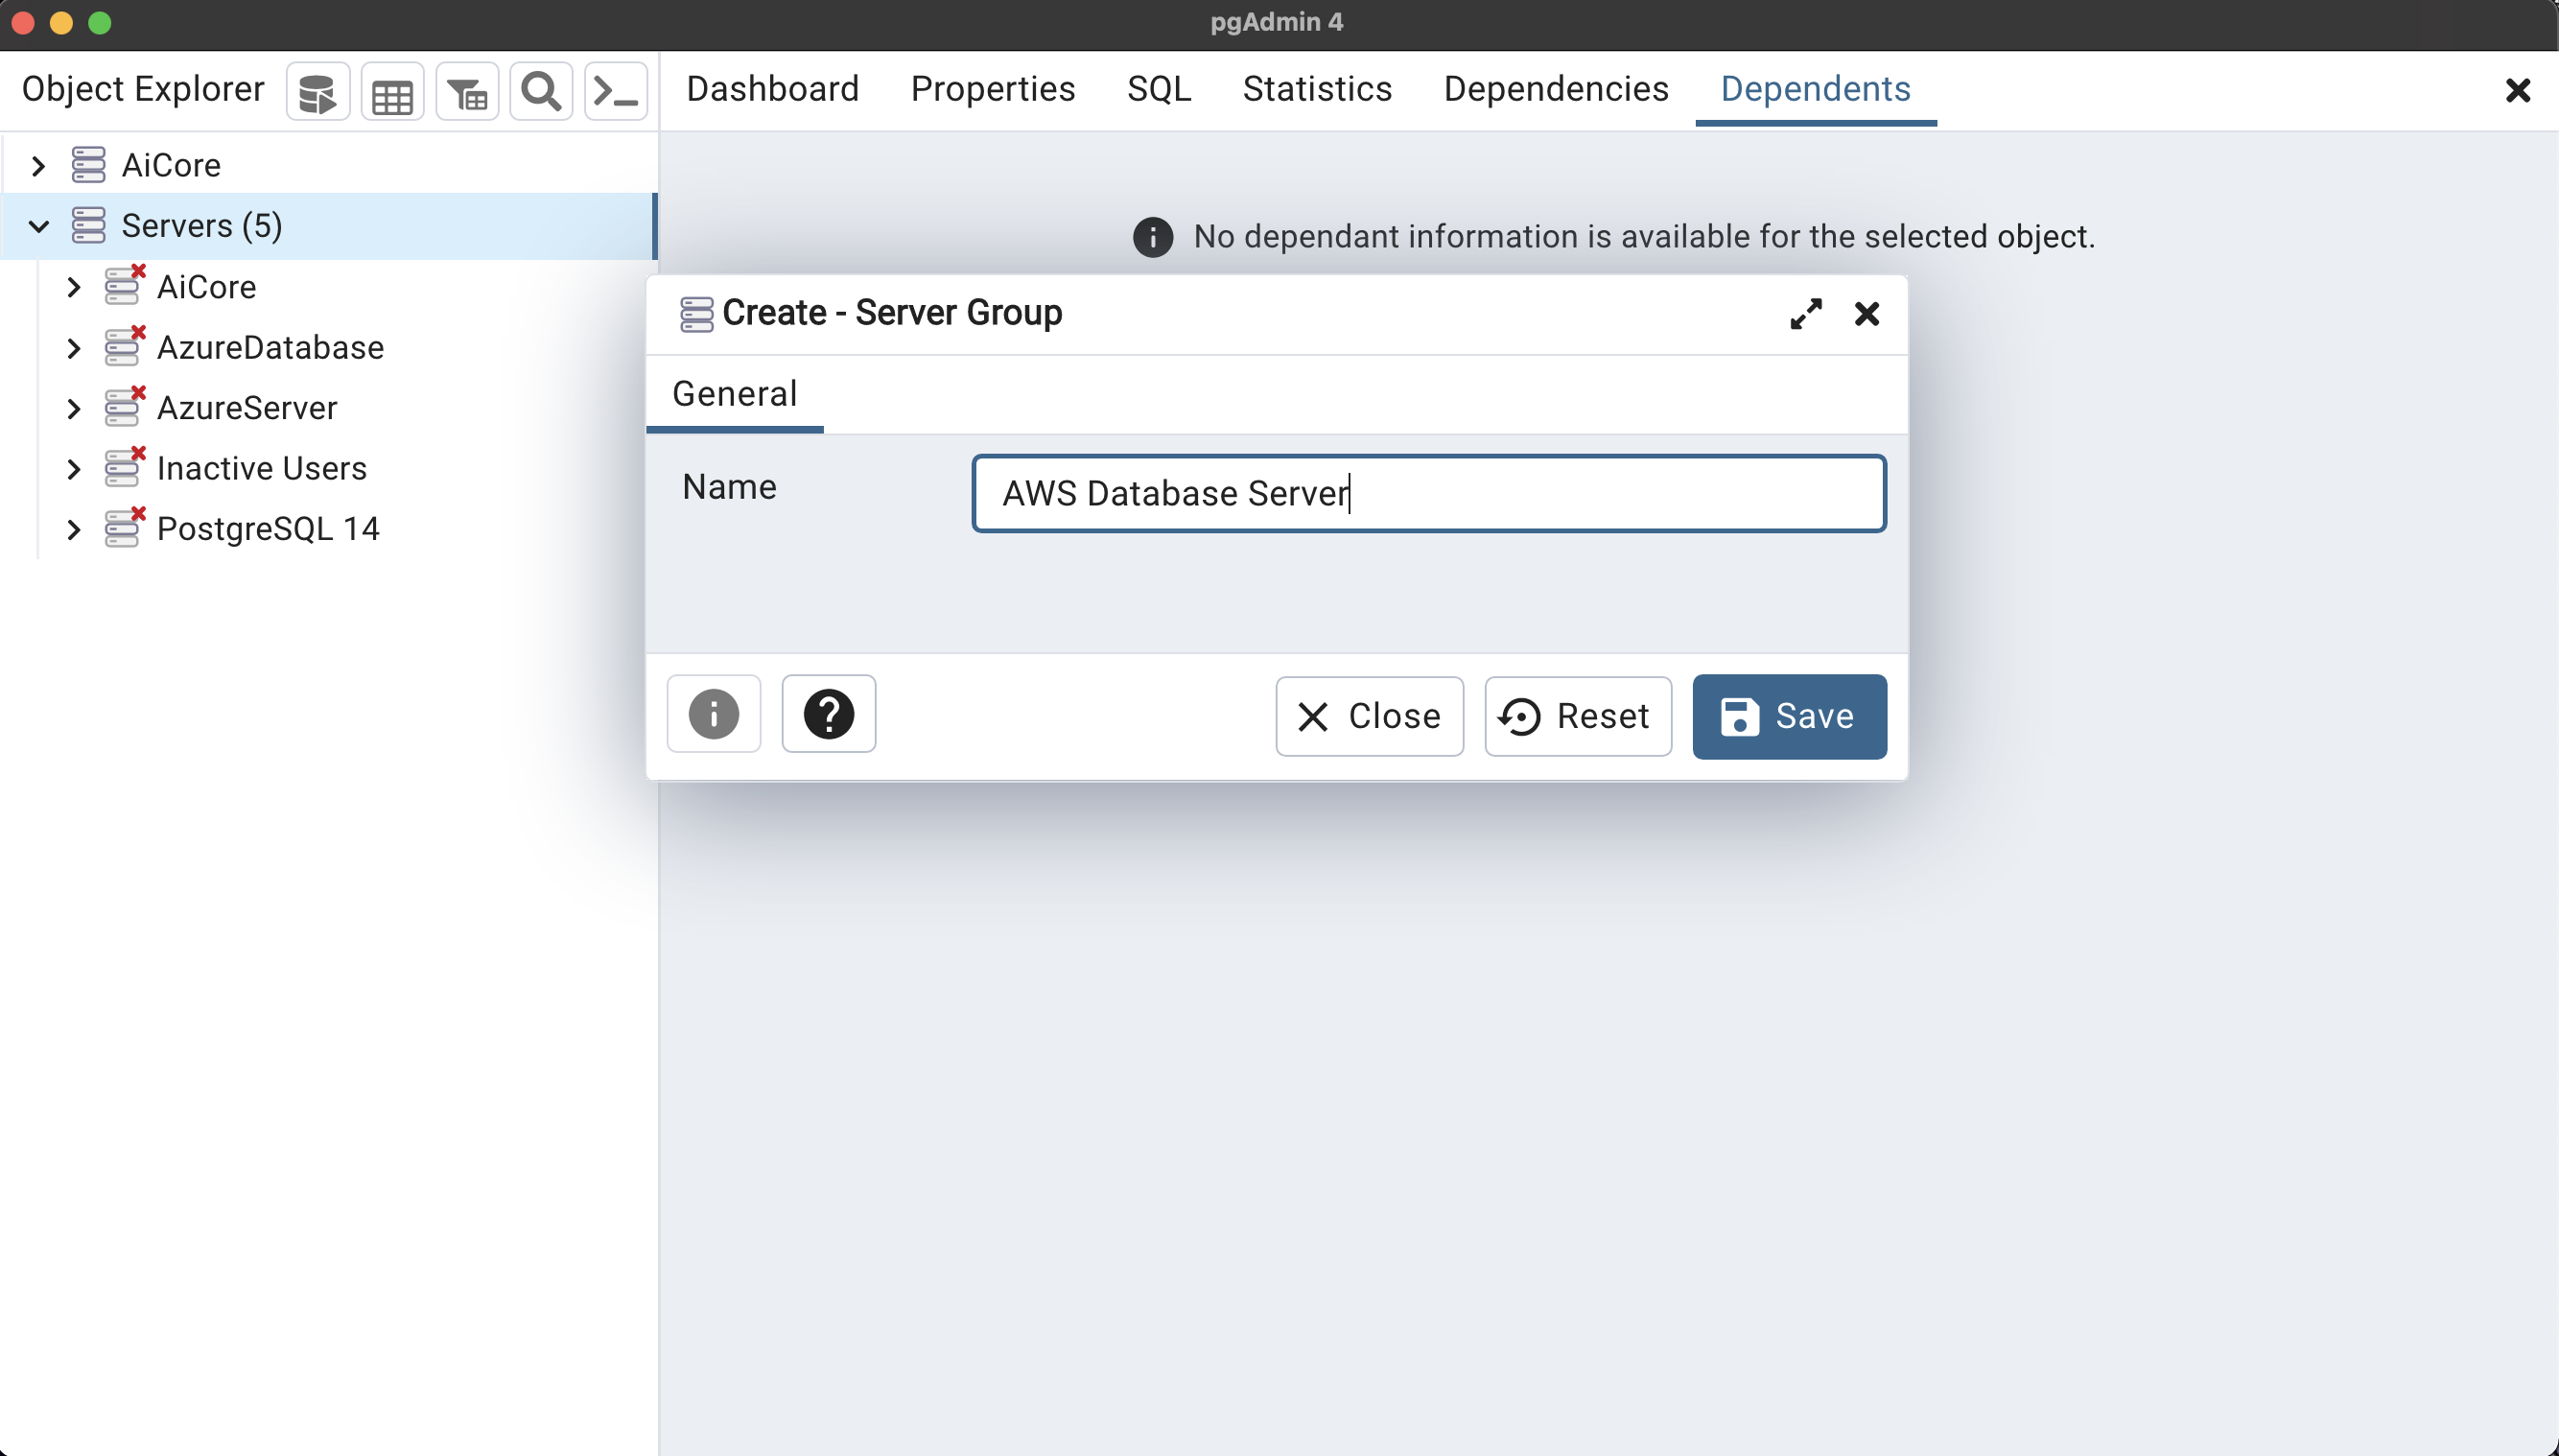 pgAdmin 4
Object Explorer
Dashboard Properties SQL Statistics Dependencies Dependents
AiCore
Servers (5)
AiCore
AzureDatabase
AzureServer
Inactive Users
PostgreSQL 14
No dependant information is available for the selected object.
Create - Server Group
General
Name AWS Database Server
Close Reset Save